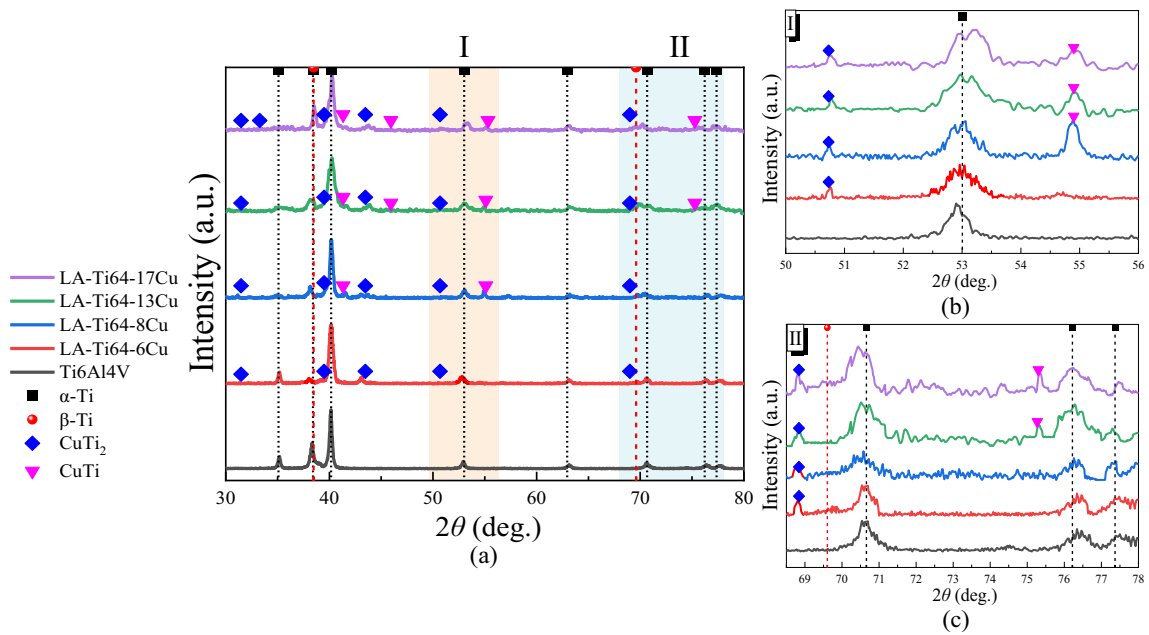 I II
Intensity (a.u.)
30 40 50 60 70 80
2θ (deg.)
(a)
LA-Ti64-17Cu
LA-Ti64-13Cu
LA-Ti64-8Cu
LA-Ti64-6Cu
Ti6Al4V
α-Ti
β-Ti
CuTi₂
CuTi
I
Intensity (a.u.)
50 51 52 53 54 55 56
2θ (deg.)
(b)
II
Intensity (a.u.)
69 70 71 72 73 74 75 76 77 78
2θ (deg.)
(c)